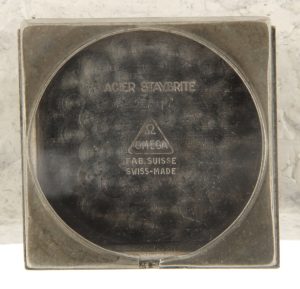 ACIER STAYBRITE
Ω
OMEGA
FAB. SUISSE
SWISS-MADE